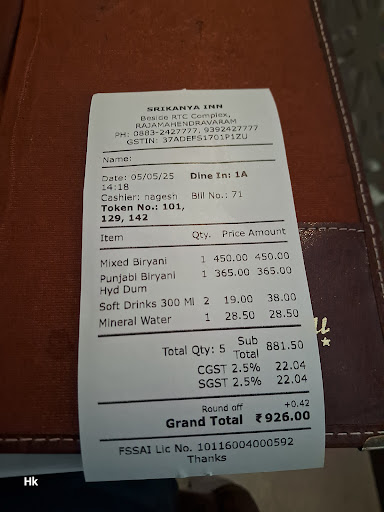 SRIKANYA INN
Beside RTC Complex,
RAJAMAHENDRAVARAM
PH: 0883-2427777, 9392427777
GSTIN: 37ADEFS1701P1ZU
Name:
Date: 05/05/25 Dine In: 1A
14:18
Cashier: nagesh Bill No.: 71
Token No.: 101,
129, 142
Item Qty. Price Amount
Mixed Biryani 1 450.00 450.00
Punjabi Biryani 1 365.00 365.00
Hyd Dum
Soft Drinks 300 Ml 2 19.00 38.00
Mineral Water 1 28.50 28.50
Total Qty: 5 Sub Total 881.50
CGST 2.5% 22.04
SGST 2.5% 22.04
Round off +0.42
Grand Total ₹926.00
FSSAI Lic No. 10116004000592
Thanks
Hk